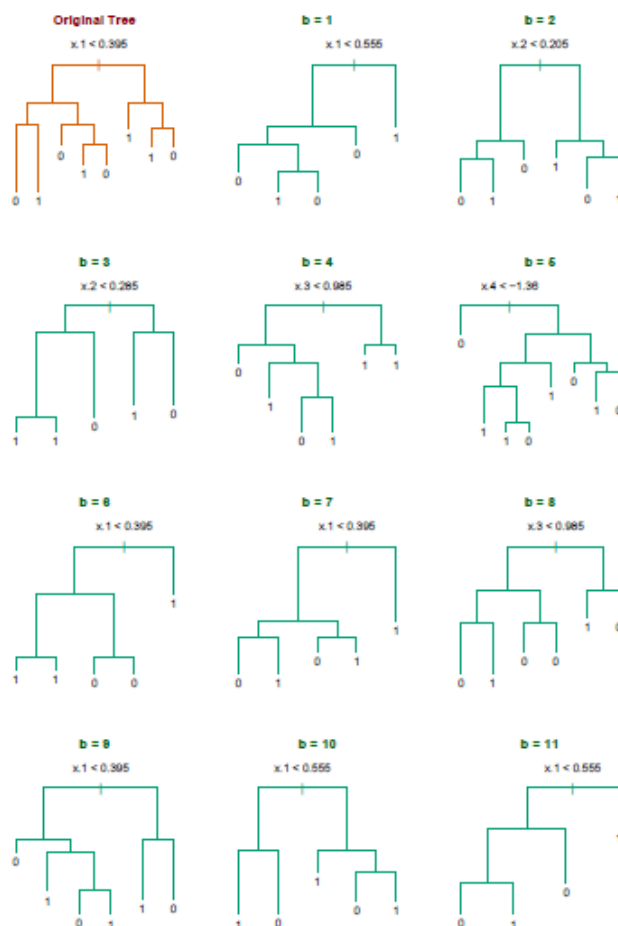 Original Tree b = 1 b = 2
x.1 < 0.395 x.1 < 0.555 x.2 < 0.205
1 1
0 0 0 1
1 0 1 0 0
0 1 0 1 0 1
b = 3 b = 4 b = 5
x.2 < 0.285 x.3 < 0.985 x.4 < −1.36
0
0 1 1 0
1 1 0 1 1 1 0
1 1 0 0 1 1 1 0
b = 6 b = 7 b = 8
x.1 < 0.395 x.1 < 0.395 x.3 < 0.985
1 1 1
1 1 0 0 0 1 0 0
0 1 0 1
b = 9 b = 10 b = 11
x.1 < 0.395 x.1 < 0.555 x.1 < 0.555
0 1 0
1 1 0
0 1 1 0 0 1 0 1